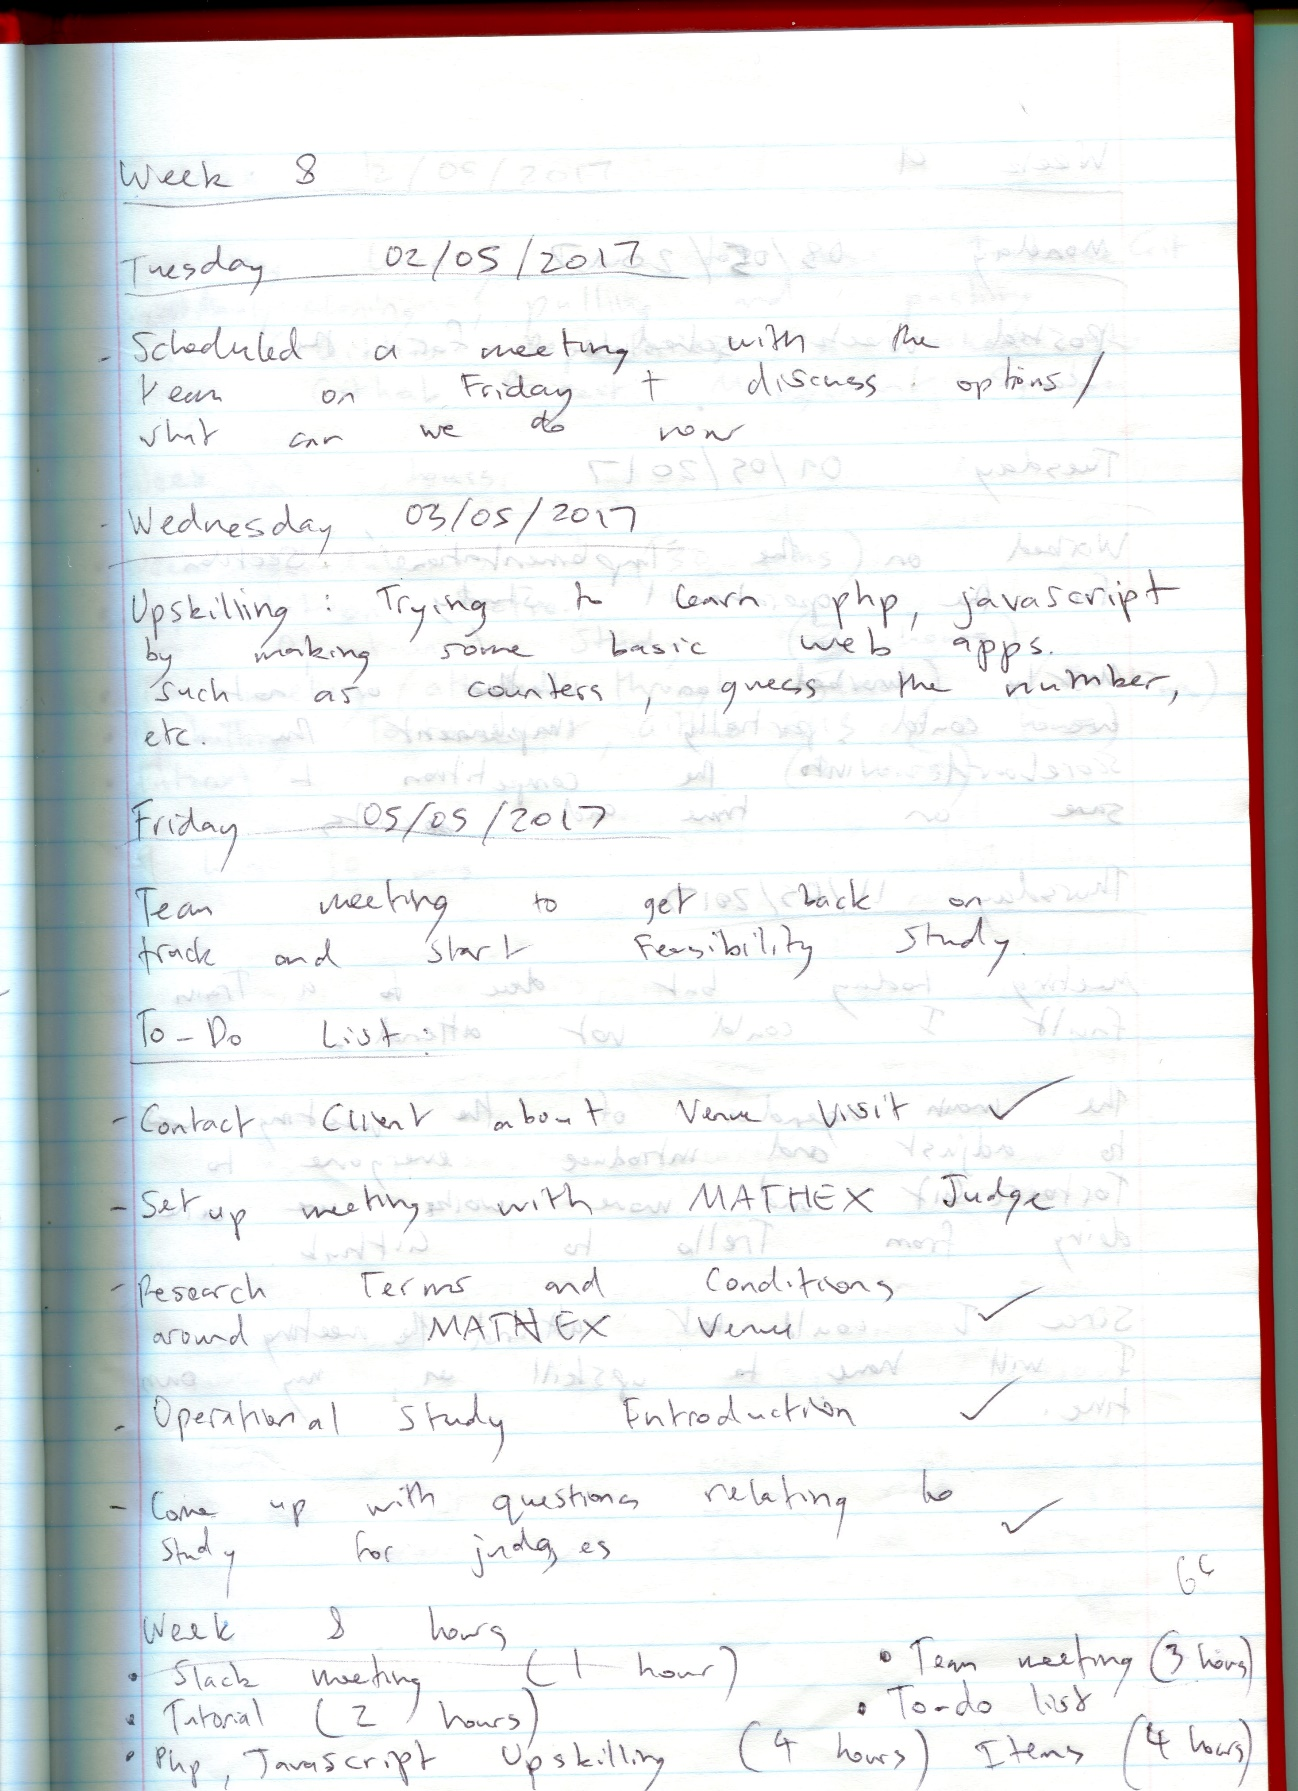 Week 8
Tuesday 02/05/2017
- Scheduled a meeting with the
team on Friday + discuss options/
what can we do now
- Wednesday 03/05/2017
Upskilling : Trying to learn php, javascript
by making some basic web apps.
such as counters, guess the number,
etc.
Friday 05/05/2017
Team meeting to get back on
track and start Feasibility Study.
To-Do List:
- Contact Client about Venue Visit ✓
- Set up meeting with MATHEX Judge
- Research Terms and Conditions
around MATHEX Venue ✓
- Operational Study Introduction ✓
- Come up with questions relating to
study for judges ✓
Week 8 hours
• Slack meeting (1 hour) • Team meeting (3 hours)
• Tutorial (2 hours) • To-do list
• Php, Javascript Upskilling (4 hours) Items (4 hours)